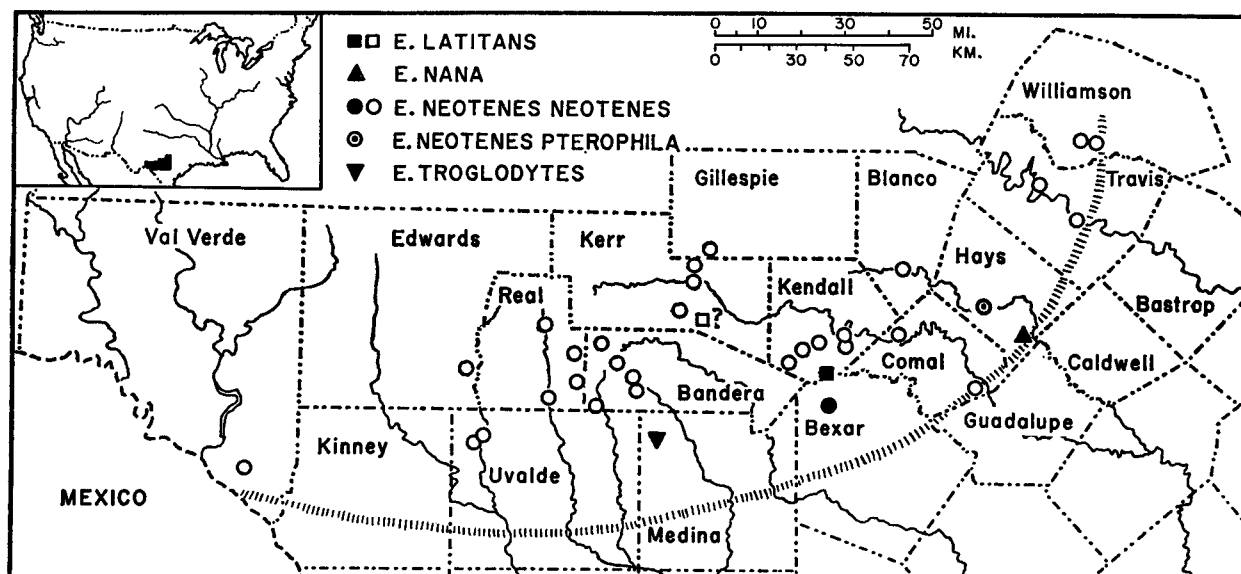 E. LATITANS
E. NANA
E. NEOTENES NEOTENES
E. NEOTENES PTEROPHILA
E. TROGLODYTES
0 10 30 50
MI.
KM.
0 30 50 70
Williamson
Travis
Gillespie
Blanco
Val Verde
Edwards
Kerr
Hays
Real
Kendall
Bastrop
?
Comal
Caldwell
Bandera
Bexar
Guadalupe
Kinney
Uvalde
MEXICO
Medina